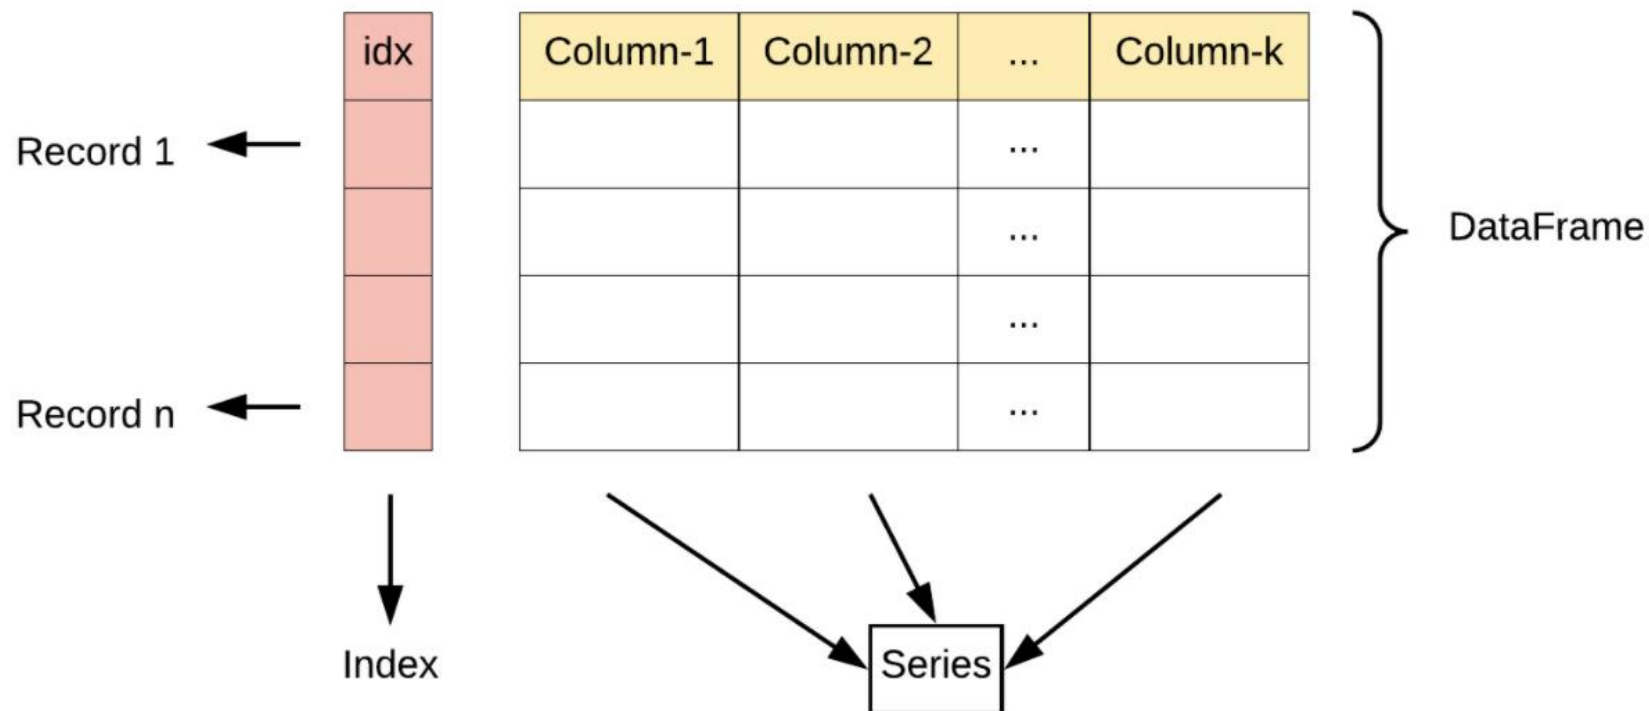 idx
Column-1 Column-2 ... Column-k
Record 1
...
...
DataFrame
...
Record n
...
Index
Series